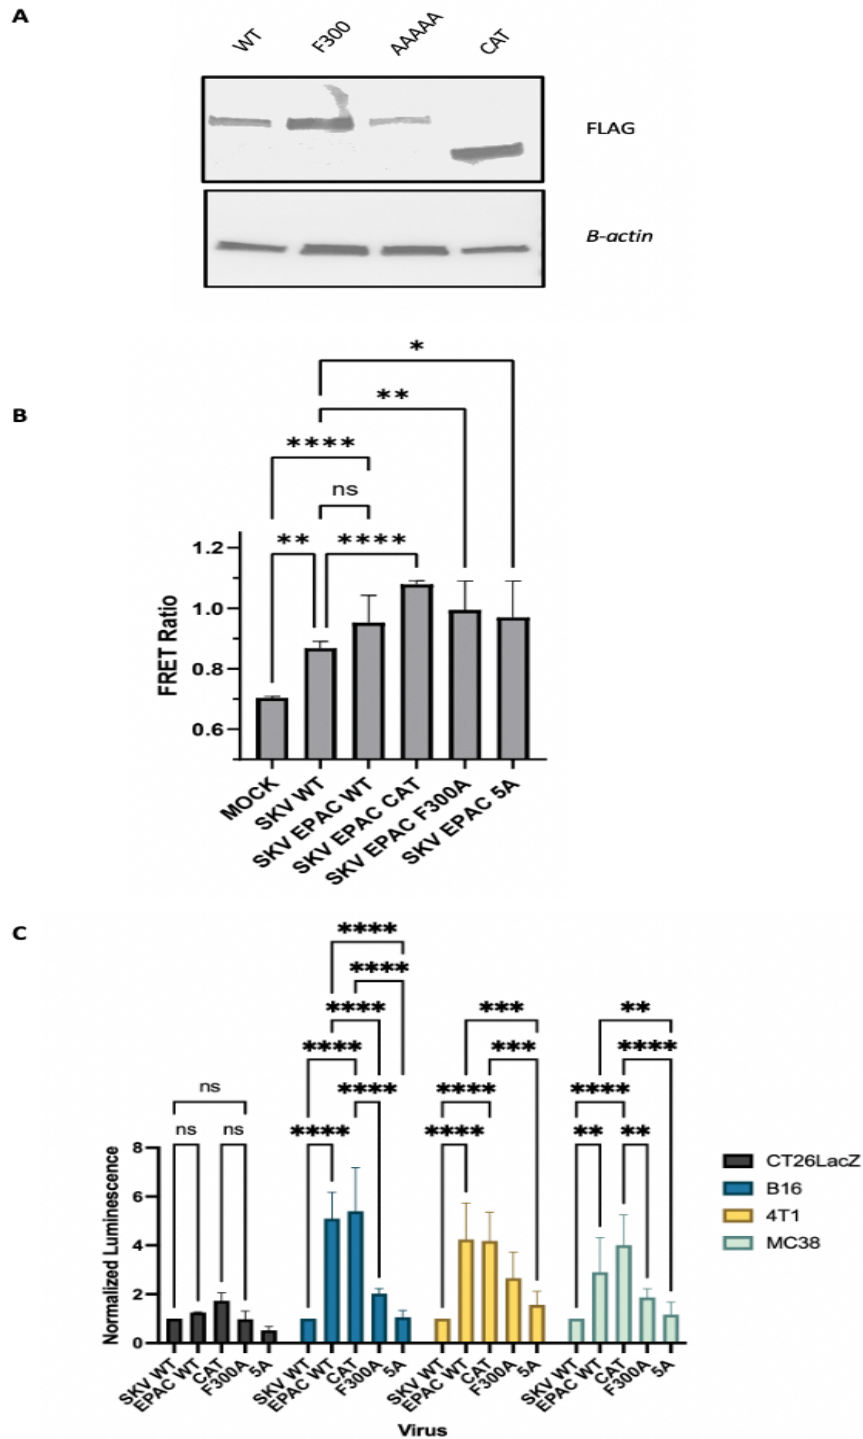 A
WT F300 AAAAA CAT
FLAG
B-actin
B
*
**
****
ns
** ****
1.2
1.0
0.8
0.6
FRET Ratio
MOCK SKV WT SKV EPAC WT SKV EPAC CAT SKV EPAC F300A SKV EPAC 5A
C
****
****
**** *** **
ns **** *** ****
**** **** ****
ns ns **** **** ** **
8
6
4
2
0
Normalized Luminescence
CT26LacZ
B16
4T1
MC38
SKV WT EPAC WT CAT F300A 5A SKV WT EPAC WT CAT F300A 5A SKV WT EPAC WT CAT F300A 5A SKV WT EPAC WT CAT F300A 5A
Virus